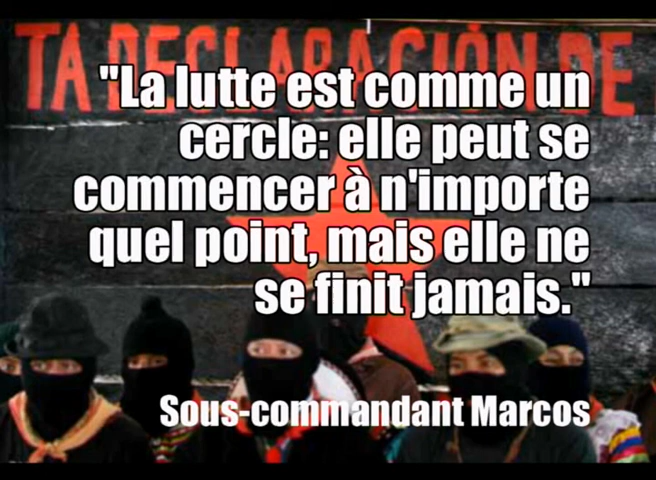 TA DECLARACIÓN DE
"La lutte est comme un
cercle: elle peut se
commencer à n'importe
quel point, mais elle ne
se finit jamais."
Sous-commandant Marcos